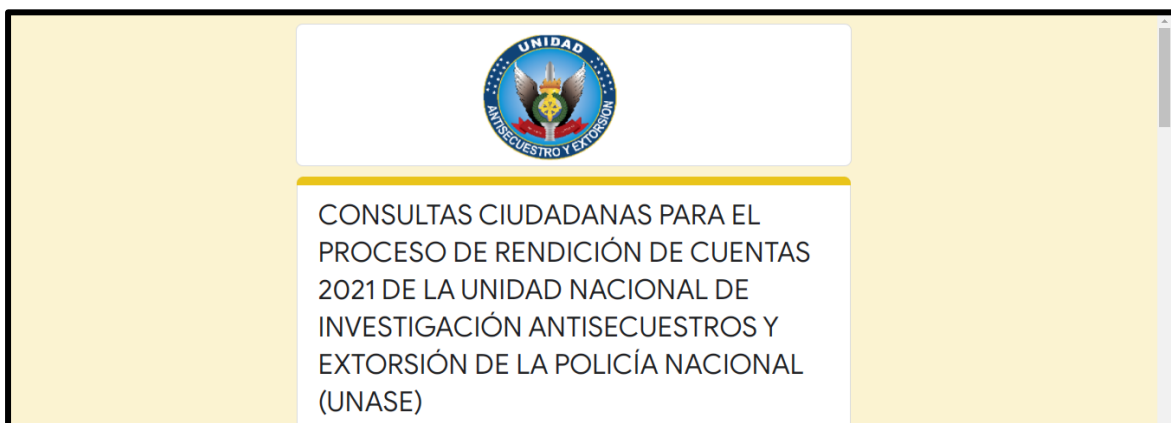 UNIDAD
ANTISECUESTRO Y EXTORSION
CONSULTAS CIUDADANAS PARA EL
PROCESO DE RENDICIÓN DE CUENTAS
2021 DE LA UNIDAD NACIONAL DE
INVESTIGACIÓN ANTISECUESTROS Y
EXTORSIÓN DE LA POLICÍA NACIONAL
(UNASE)